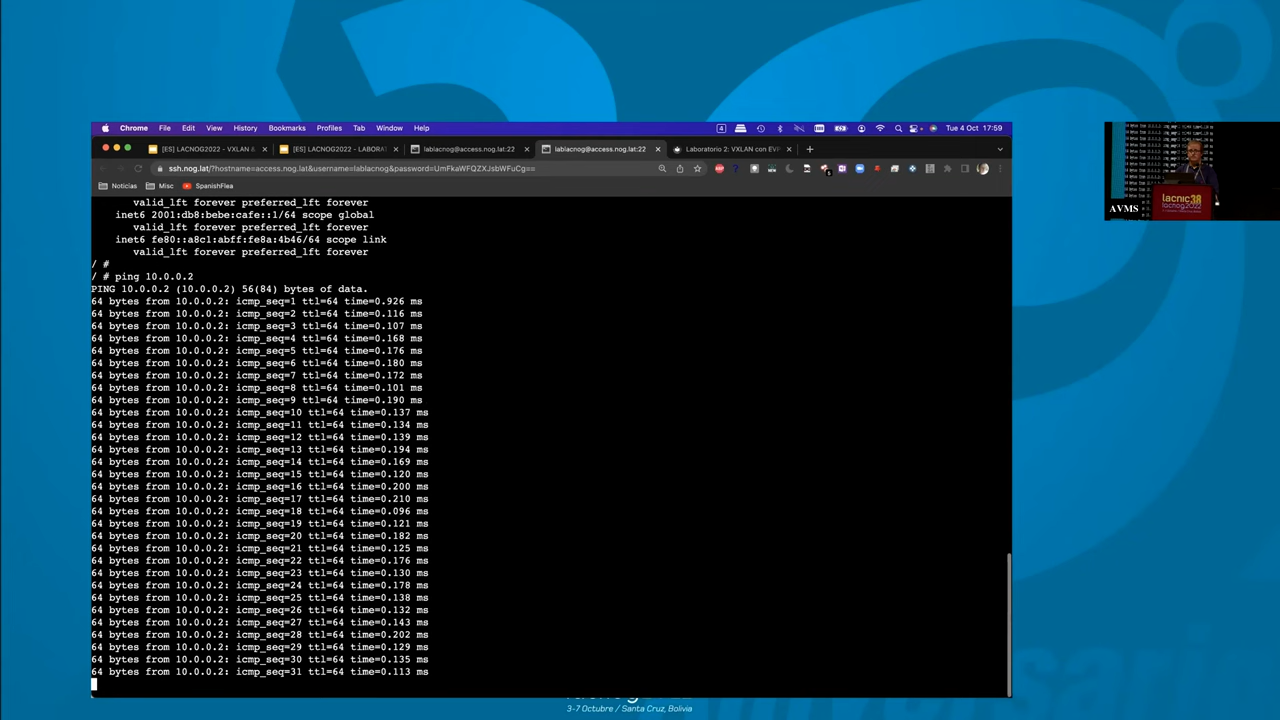 Chrome File Edit View History Bookmarks Profiles Tab Window Help
4
Tue 4 Oct 17:59
[ES] LACNOG2022 - VXLAN &
[ES] LACNOG2022 - LABORAT
lablacnog@access.nog.lat:22
lablacnog@access.nog.lat:22
Laboratorio 2: VXLAN con EVP
ssh.nog.lat/?hostname=access.nog.lat&username=lablacnog&password=UmFkaWFQZXJsbWFuCg==
Noticias Misc SpanishFlea
valid_lft forever preferred_lft forever
inet6 2001:db8:bebe:cafe::1/64 scope global
valid_lft forever preferred_lft forever
inet6 fe80::a8c1:abff:fe8a:4b46/64 scope link
valid_lft forever preferred_lft forever
/ #
/ # ping 10.0.0.2
PING 10.0.0.2 (10.0.0.2) 56(84) bytes of data.
64 bytes from 10.0.0.2: icmp_seq=1 ttl=64 time=0.926 ms
64 bytes from 10.0.0.2: icmp_seq=2 ttl=64 time=0.116 ms
64 bytes from 10.0.0.2: icmp_seq=3 ttl=64 time=0.107 ms
64 bytes from 10.0.0.2: icmp_seq=4 ttl=64 time=0.168 ms
64 bytes from 10.0.0.2: icmp_seq=5 ttl=64 time=0.176 ms
64 bytes from 10.0.0.2: icmp_seq=6 ttl=64 time=0.180 ms
64 bytes from 10.0.0.2: icmp_seq=7 ttl=64 time=0.172 ms
64 bytes from 10.0.0.2: icmp_seq=8 ttl=64 time=0.101 ms
64 bytes from 10.0.0.2: icmp_seq=9 ttl=64 time=0.190 ms
64 bytes from 10.0.0.2: icmp_seq=10 ttl=64 time=0.137 ms
64 bytes from 10.0.0.2: icmp_seq=11 ttl=64 time=0.134 ms
64 bytes from 10.0.0.2: icmp_seq=12 ttl=64 time=0.139 ms
64 bytes from 10.0.0.2: icmp_seq=13 ttl=64 time=0.194 ms
64 bytes from 10.0.0.2: icmp_seq=14 ttl=64 time=0.169 ms
64 bytes from 10.0.0.2: icmp_seq=15 ttl=64 time=0.120 ms
64 bytes from 10.0.0.2: icmp_seq=16 ttl=64 time=0.200 ms
64 bytes from 10.0.0.2: icmp_seq=17 ttl=64 time=0.210 ms
64 bytes from 10.0.0.2: icmp_seq=18 ttl=64 time=0.096 ms
64 bytes from 10.0.0.2: icmp_seq=19 ttl=64 time=0.121 ms
64 bytes from 10.0.0.2: icmp_seq=20 ttl=64 time=0.182 ms
64 bytes from 10.0.0.2: icmp_seq=21 ttl=64 time=0.125 ms
64 bytes from 10.0.0.2: icmp_seq=22 ttl=64 time=0.176 ms
64 bytes from 10.0.0.2: icmp_seq=23 ttl=64 time=0.130 ms
64 bytes from 10.0.0.2: icmp_seq=24 ttl=64 time=0.178 ms
64 bytes from 10.0.0.2: icmp_seq=25 ttl=64 time=0.138 ms
64 bytes from 10.0.0.2: icmp_seq=26 ttl=64 time=0.132 ms
64 bytes from 10.0.0.2: icmp_seq=27 ttl=64 time=0.143 ms
64 bytes from 10.0.0.2: icmp_seq=28 ttl=64 time=0.202 ms
64 bytes from 10.0.0.2: icmp_seq=29 ttl=64 time=0.129 ms
64 bytes from 10.0.0.2: icmp_seq=30 ttl=64 time=0.135 ms
64 bytes from 10.0.0.2: icmp_seq=31 ttl=64 time=0.113 ms
AVMS
lacnic38
lacnog2022
3-7 Octubre / Santa Cruz, Bolivia